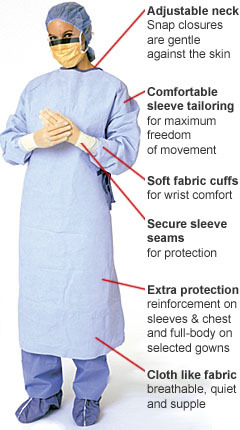 Adjustable neck
Snap closures
are gentle
against the skin
Comfortable
sleeve tailoring
for maximum
freedom
of movement
Soft fabric cuffs
for wrist comfort
Secure sleeve
seams
for protection
Extra protection
reinforcement on
sleeves & chest
and full-body on
selected gowns
Cloth like fabric
breathable, quiet
and supple